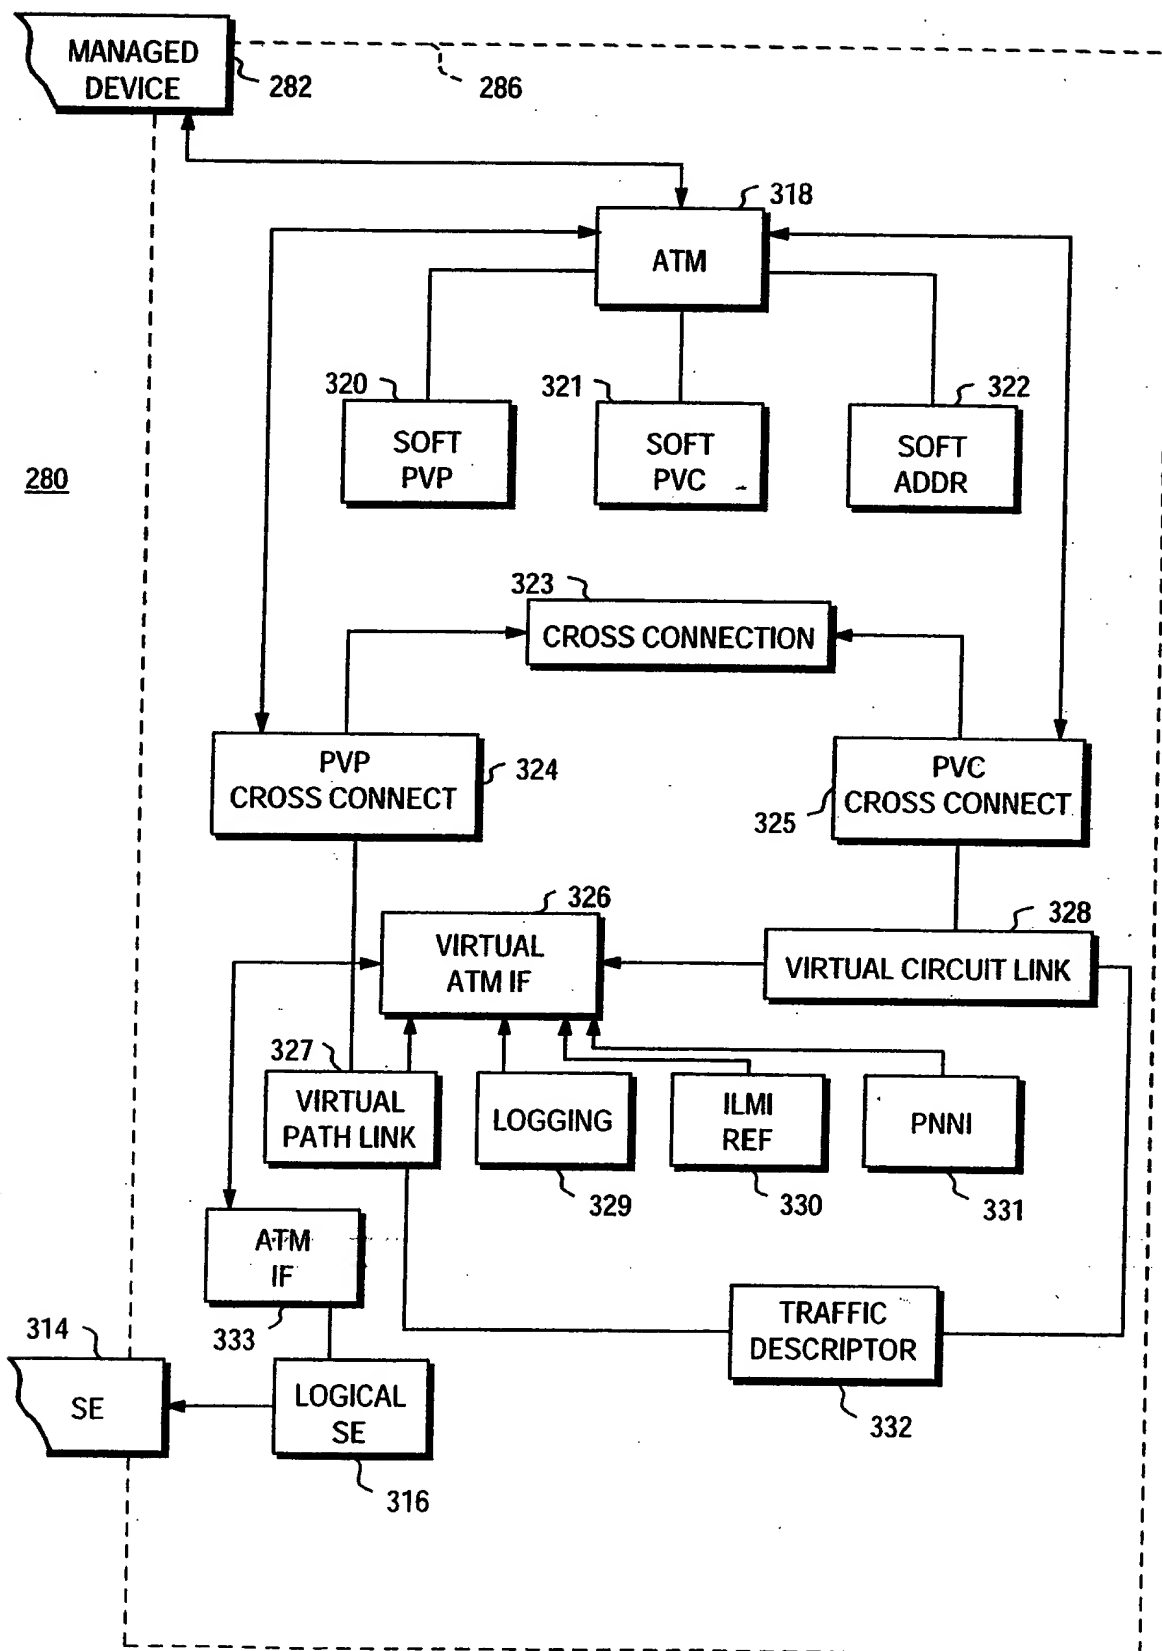 MANAGED
DEVICE
282
286
318
ATM
320
321
322
SOFT
PVP
SOFT
PVC
SOFT
ADDR
280
323
CROSS CONNECTION
PVP
CROSS CONNECT
324
PVC
CROSS CONNECT
325
326
VIRTUAL
ATM IF
328
VIRTUAL CIRCUIT LINK
327
VIRTUAL
PATH LINK
LOGGING
329
ILMI
REF
330
PNNI
331
ATM
IF
333
TRAFFIC
DESCRIPTOR
332
314
SE
LOGICAL
SE
316